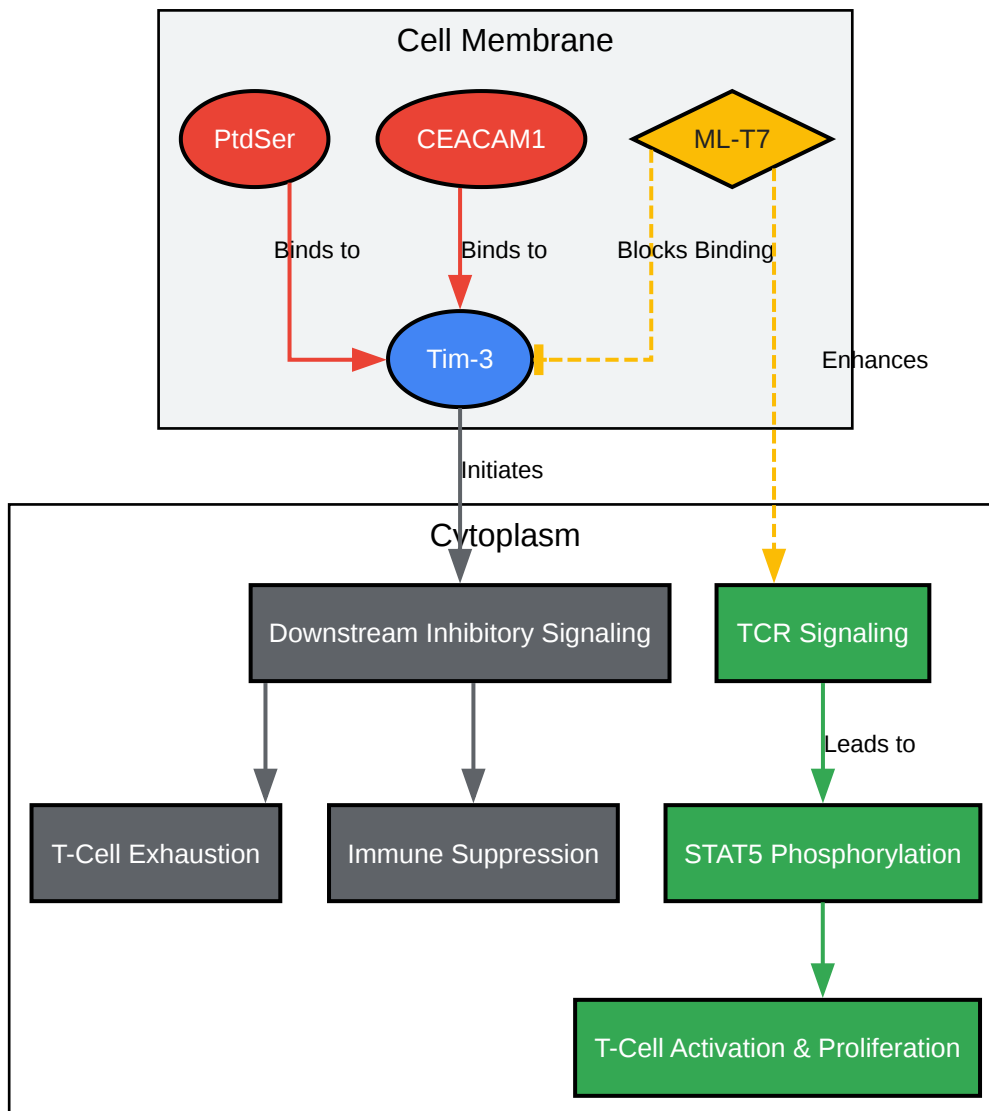 Cell Membrane
PtdSer
CEACAM1
ML-T7
Binds to
Binds to
Blocks Binding
Tim-3
Enhances
Initiates
Cytoplasm
Downstream Inhibitory Signaling
TCR Signaling
Leads to
T-Cell Exhaustion
Immune Suppression
STAT5 Phosphorylation
T-Cell Activation & Proliferation